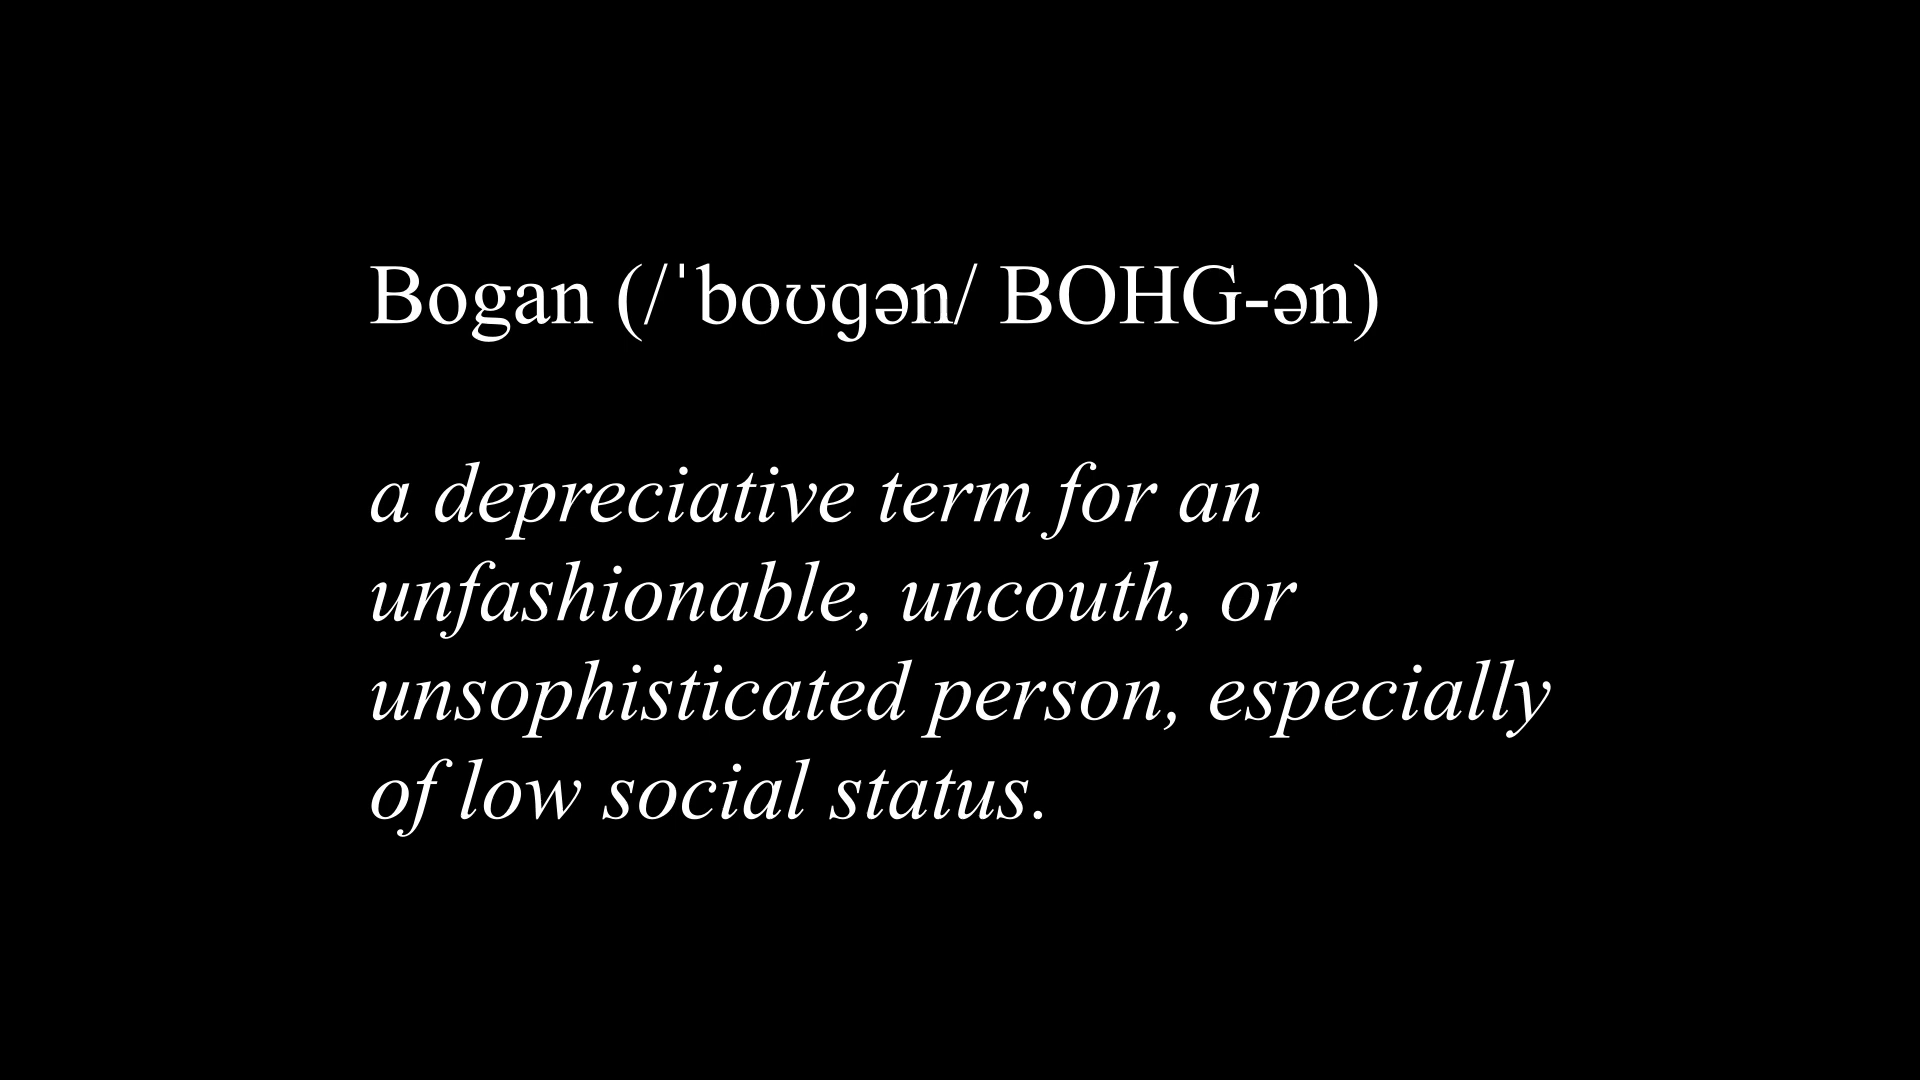 Bogan (/ˈboʊɡən/ BOHG-ən)
a depreciative term for an
unfashionable, uncouth, or
unsophisticated person, especially
of low social status.